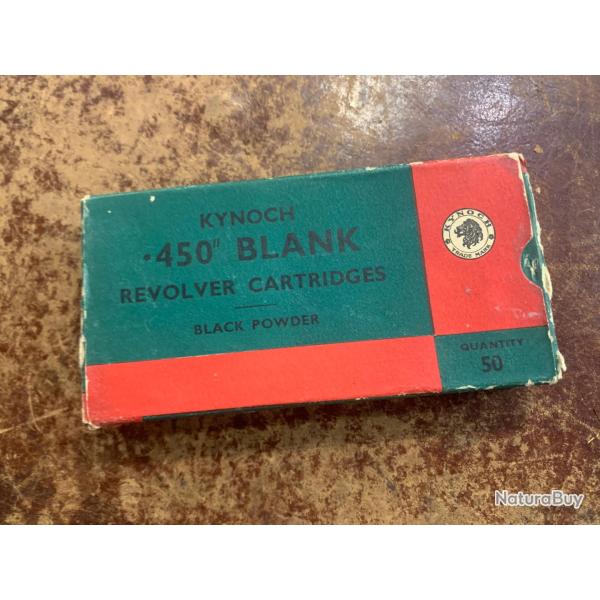 KYNOCH
·450" BLANK
REVOLVER CARTRIDGES
BLACK POWDER
KYNOCH
TRADE MARK
QUANTITY
50
NaturaBuy